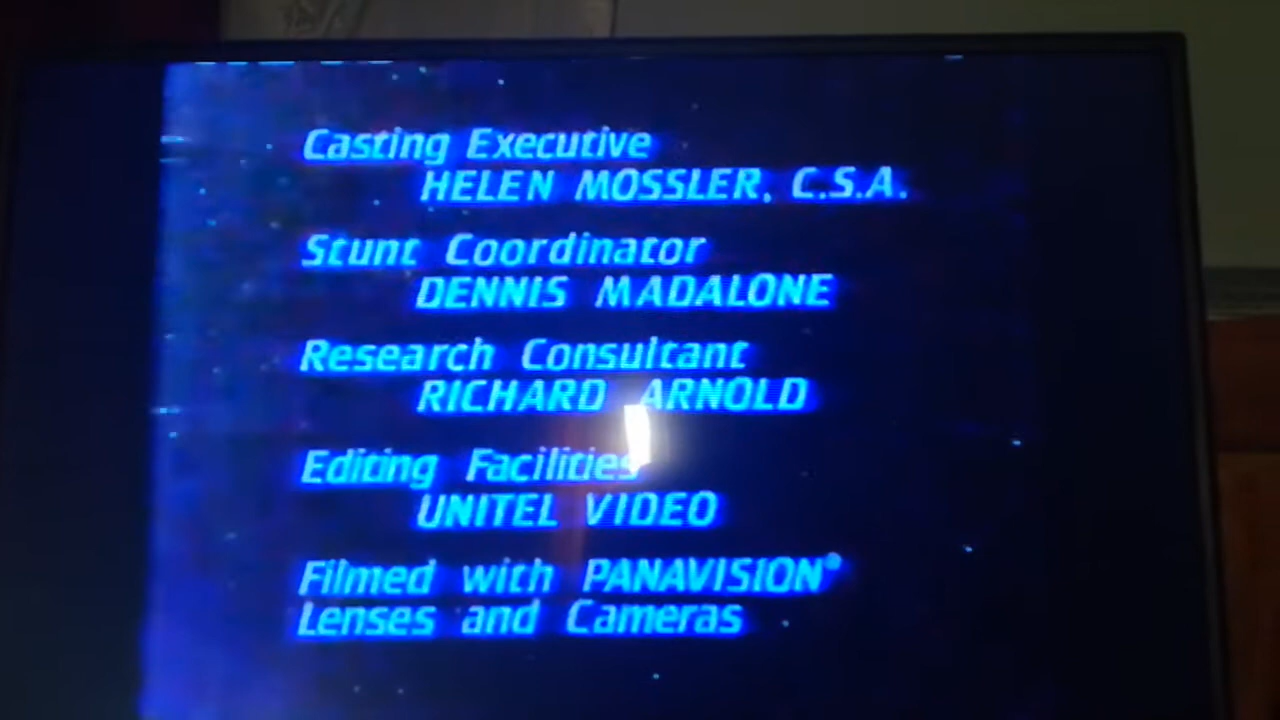 Casting Executive
HELEN MOSSLER, C.S.A.
Stunt Coordinator
DENNIS MADALONE
Research Consultant
RICHARD ARNOLD
Editing Facilities
UNITEL VIDEO
Filmed with PANAVISION®
Lenses and Cameras